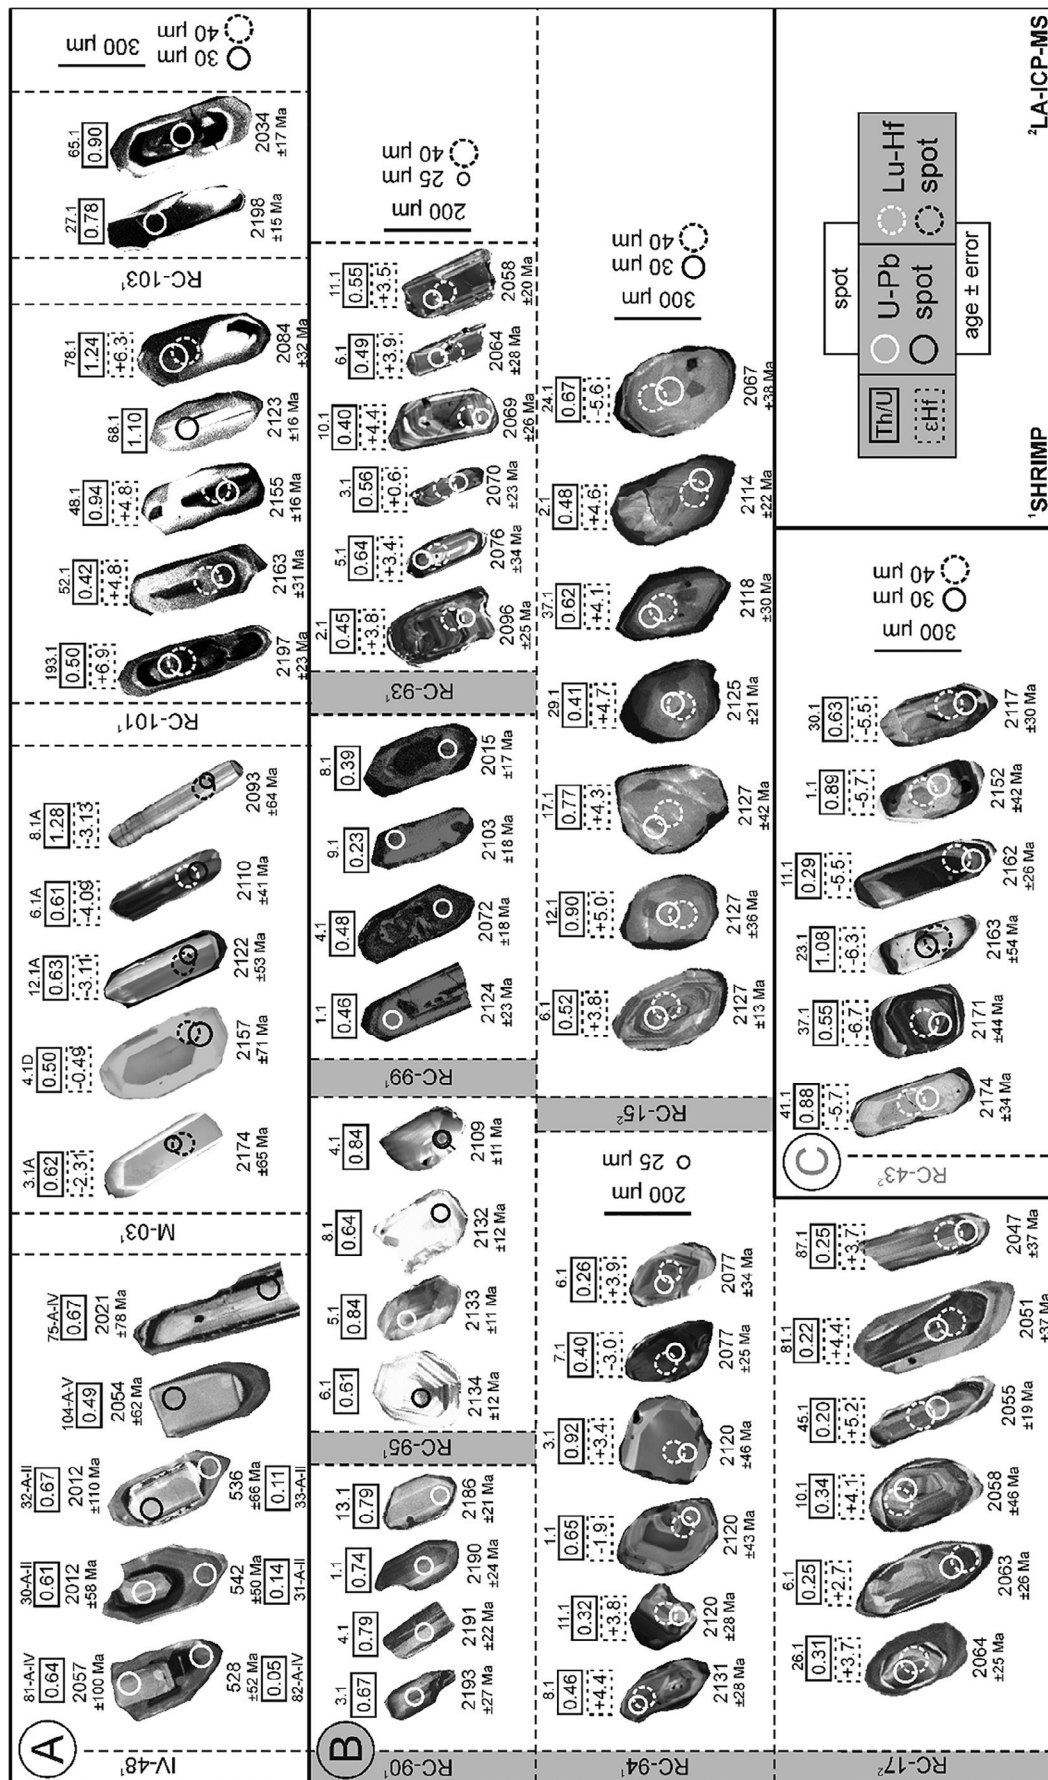 A
IV-48¹
81-A-IV
0.64
2057
±100 Ma
528
±52 Ma
0.05
82-A-IV
30-A-II
0.61
2012
±58 Ma
542
±50 Ma
0.14
31-A-II
32-A-II
0.67
2012
±110 Ma
536
±66 Ma
0.11
33-A-II
104-A-V
0.49
2054
±62 Ma
75-A-IV
0.67
2021
±78 Ma
M-03¹
3.1A
0.62
-2.31
2174
±65 Ma
4.1D
0.50
-0.49
2157
±71 Ma
12.1A
0.63
-3.11
2122
±53 Ma
6.1A
0.61
-4.09
2110
±41 Ma
8.1A
1.28
-3.13
2093
±64 Ma
RC-101¹
193.1
0.50
+6.9
2197
±23 Ma
52.1
0.42
+4.8
2163
±31 Ma
48.1
0.94
+4.8
2155
±16 Ma
68.1
1.10
2123
±16 Ma
78.1
1.24
+6.3
2084
±32 Ma
RC-103¹
27.1
0.78
2198
±15 Ma
65.1
0.90
2034
±17 Ma
300 µm
30 µm
40 µm
B
RC-90¹
3.1
0.67
2193
±27 Ma
4.1
0.79
2191
±22 Ma
1.1
0.74
2190
±24 Ma
13.1
0.79
2186
±21 Ma
RC-95¹
6.1
0.61
2134
±12 Ma
5.1
0.84
2133
±11 Ma
8.1
0.64
2132
±12 Ma
4.1
0.84
2109
±11 Ma
RC-99¹
1.1
0.46
2124
±23 Ma
4.1
0.48
2072
±18 Ma
9.1
0.23
2103
±18 Ma
8.1
0.39
2015
±17 Ma
RC-93¹
2.1
0.45
+3.8
2096
±25 Ma
5.1
0.64
+3.4
2076
±34 Ma
3.1
0.56
+0.6
2070
±23 Ma
10.1
0.40
+4.4
2069
±26 Ma
6.1
0.49
+3.9
2064
±28 Ma
11.1
0.55
+3.5
2058
±20 Ma
200 µm
25 µm
40 µm
RC-94¹
8.1
0.46
+4.4
2131
±28 Ma
11.1
0.32
+3.8
2120
±28 Ma
1.1
0.65
-1.9
2120
±43 Ma
3.1
0.92
+3.4
2120
±46 Ma
7.1
0.40
-3.0
2077
±25 Ma
6.1
0.26
+3.9
2077
±34 Ma
200 µm
25 µm
RC-15²
6.1
0.52
+3.8
2127
±13 Ma
12.1
0.90
+5.0
2127
±36 Ma
17.1
0.77
+4.3
2127
±42 Ma
29.1
0.41
+4.7
2125
±21 Ma
37.1
0.62
+4.1
2118
±30 Ma
2.1
0.48
+4.6
2114
±22 Ma
24.1
0.67
-5.6
2067
±38 Ma
300 µm
30 µm
40 µm
RC-17²
26.1
0.31
+3.7
2064
±25 Ma
6.1
0.25
+2.7
2063
±26 Ma
10.1
0.34
+4.1
2058
±46 Ma
45.1
0.20
+5.2
2055
±19 Ma
81.1
0.22
+4.4
2051
±37 Ma
87.1
0.25
+3.7
2047
±37 Ma
C
RC-43²
41.1
0.88
-5.7
2174
±34 Ma
37.1
0.55
-6.7
2171
±44 Ma
23.1
1.08
-6.3
2163
±54 Ma
11.1
0.29
-5.5
2162
±26 Ma
1.1
0.89
-5.7
2152
±42 Ma
30.1
0.63
-5.5
2117
±30 Ma
300 µm
30 µm
40 µm
spot
Th/U
εHf
U-Pb
spot
Lu-Hf
spot
age ± error
¹SHRIMP
²LA-ICP-MS